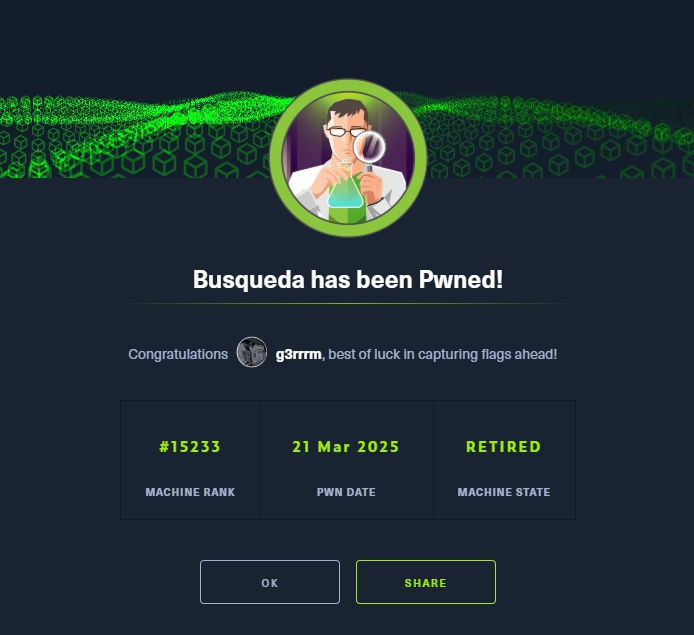 Busqueda has been Pwned!
Congratulations g3rrrm, best of luck in capturing flags ahead!
#15233 21 Mar 2025 RETIRED
MACHINE RANK PWN DATE MACHINE STATE
OK SHARE